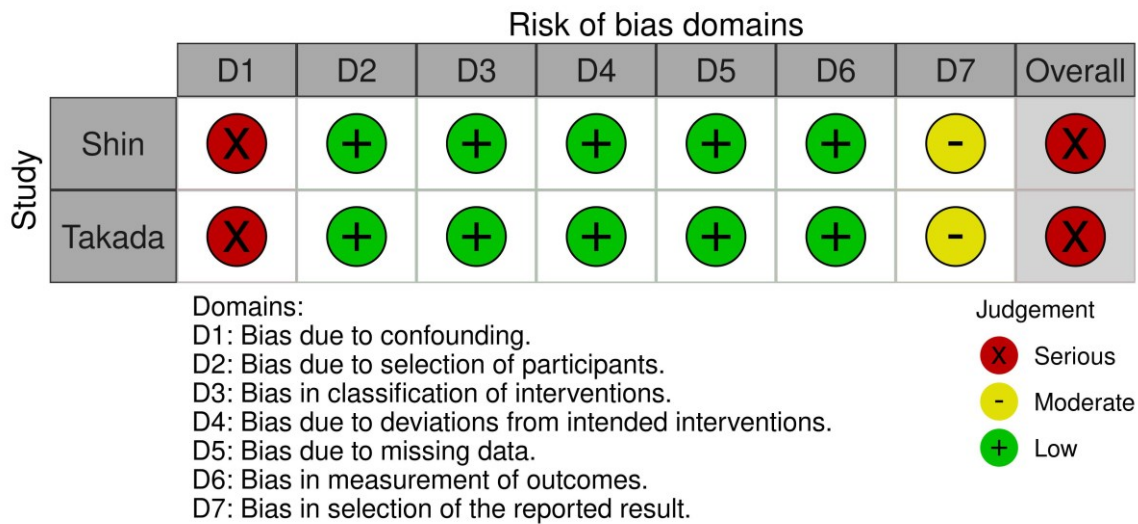 Risk of bias domains
D1 D2 D3 D4 D5 D6 D7 Overall
Study
Shin X + + + + + - X
Takada X + + + + + - X
Domains:
D1: Bias due to confounding.
D2: Bias due to selection of participants.
D3: Bias in classification of interventions.
D4: Bias due to deviations from intended interventions.
D5: Bias due to missing data.
D6: Bias in measurement of outcomes.
D7: Bias in selection of the reported result.
Judgement
X Serious
- Moderate
+ Low